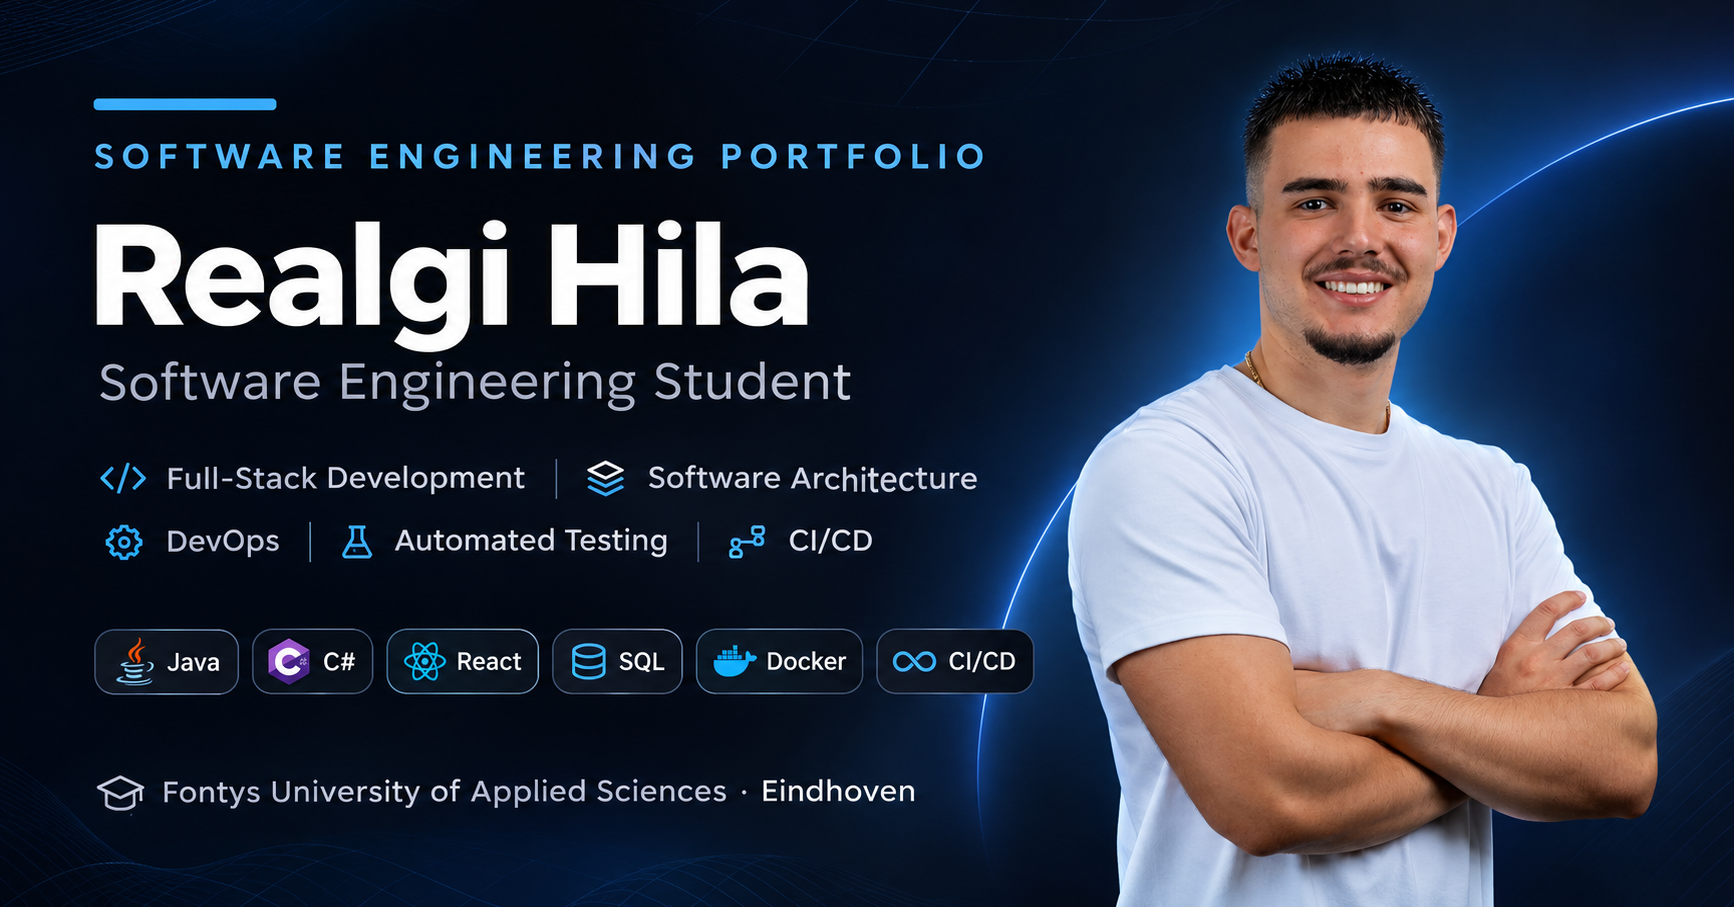 SOFTWARE ENGINEERING PORTFOLIO
Realgi Hila
Software Engineering Student
Full-Stack Development | Software Architecture
DevOps | Automated Testing | CI/CD
Java C# React SQL Docker CI/CD
Fontys University of Applied Sciences · Eindhoven